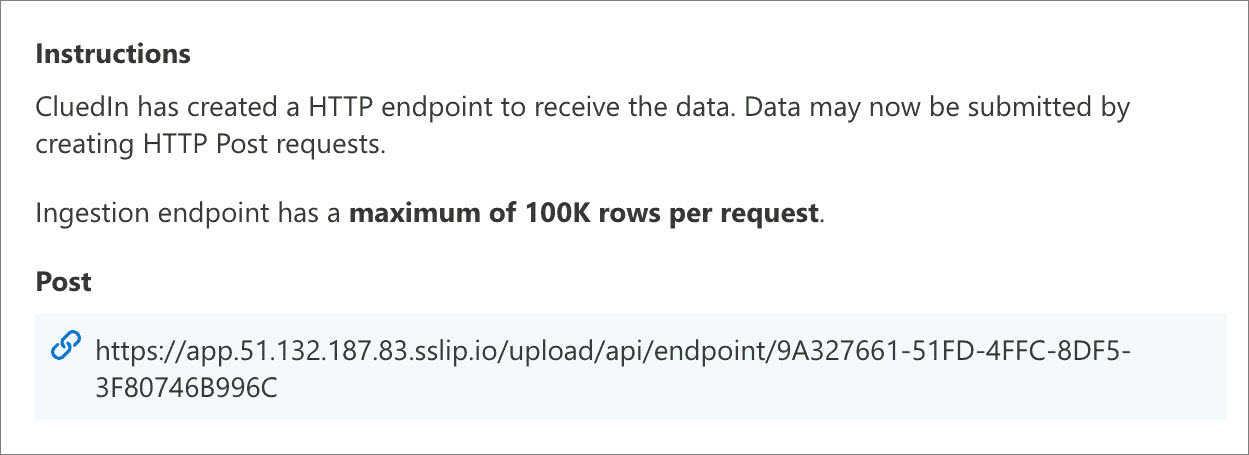 Instructions
CluedIn has created a HTTP endpoint to receive the data. Data may now be submitted by
creating HTTP Post requests.
Ingestion endpoint has a maximum of 100K rows per request.
Post
https://app.51.132.187.83.sslip.io/upload/api/endpoint/9A327661-51FD-4FFC-8DF5-
3F80746B996C